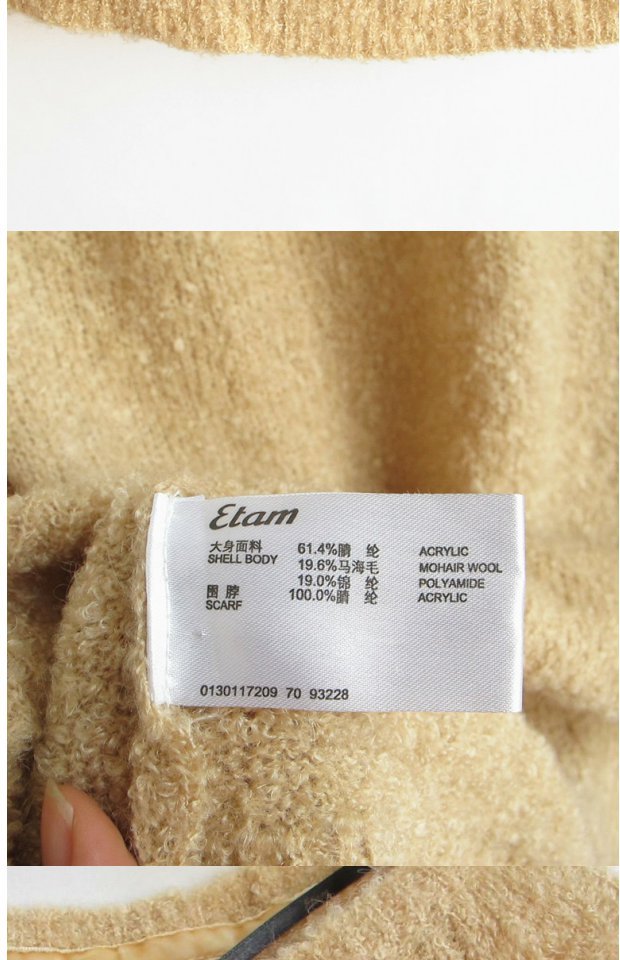 Etam
大身面料 61.4%腈 纶 ACRYLIC
SHELL BODY 19.6%马海毛 MOHAIR WOOL
19.0%锦 纶 POLYAMIDE
围 脖 100.0%腈 纶 ACRYLIC
SCARF
0130117209 70 93228